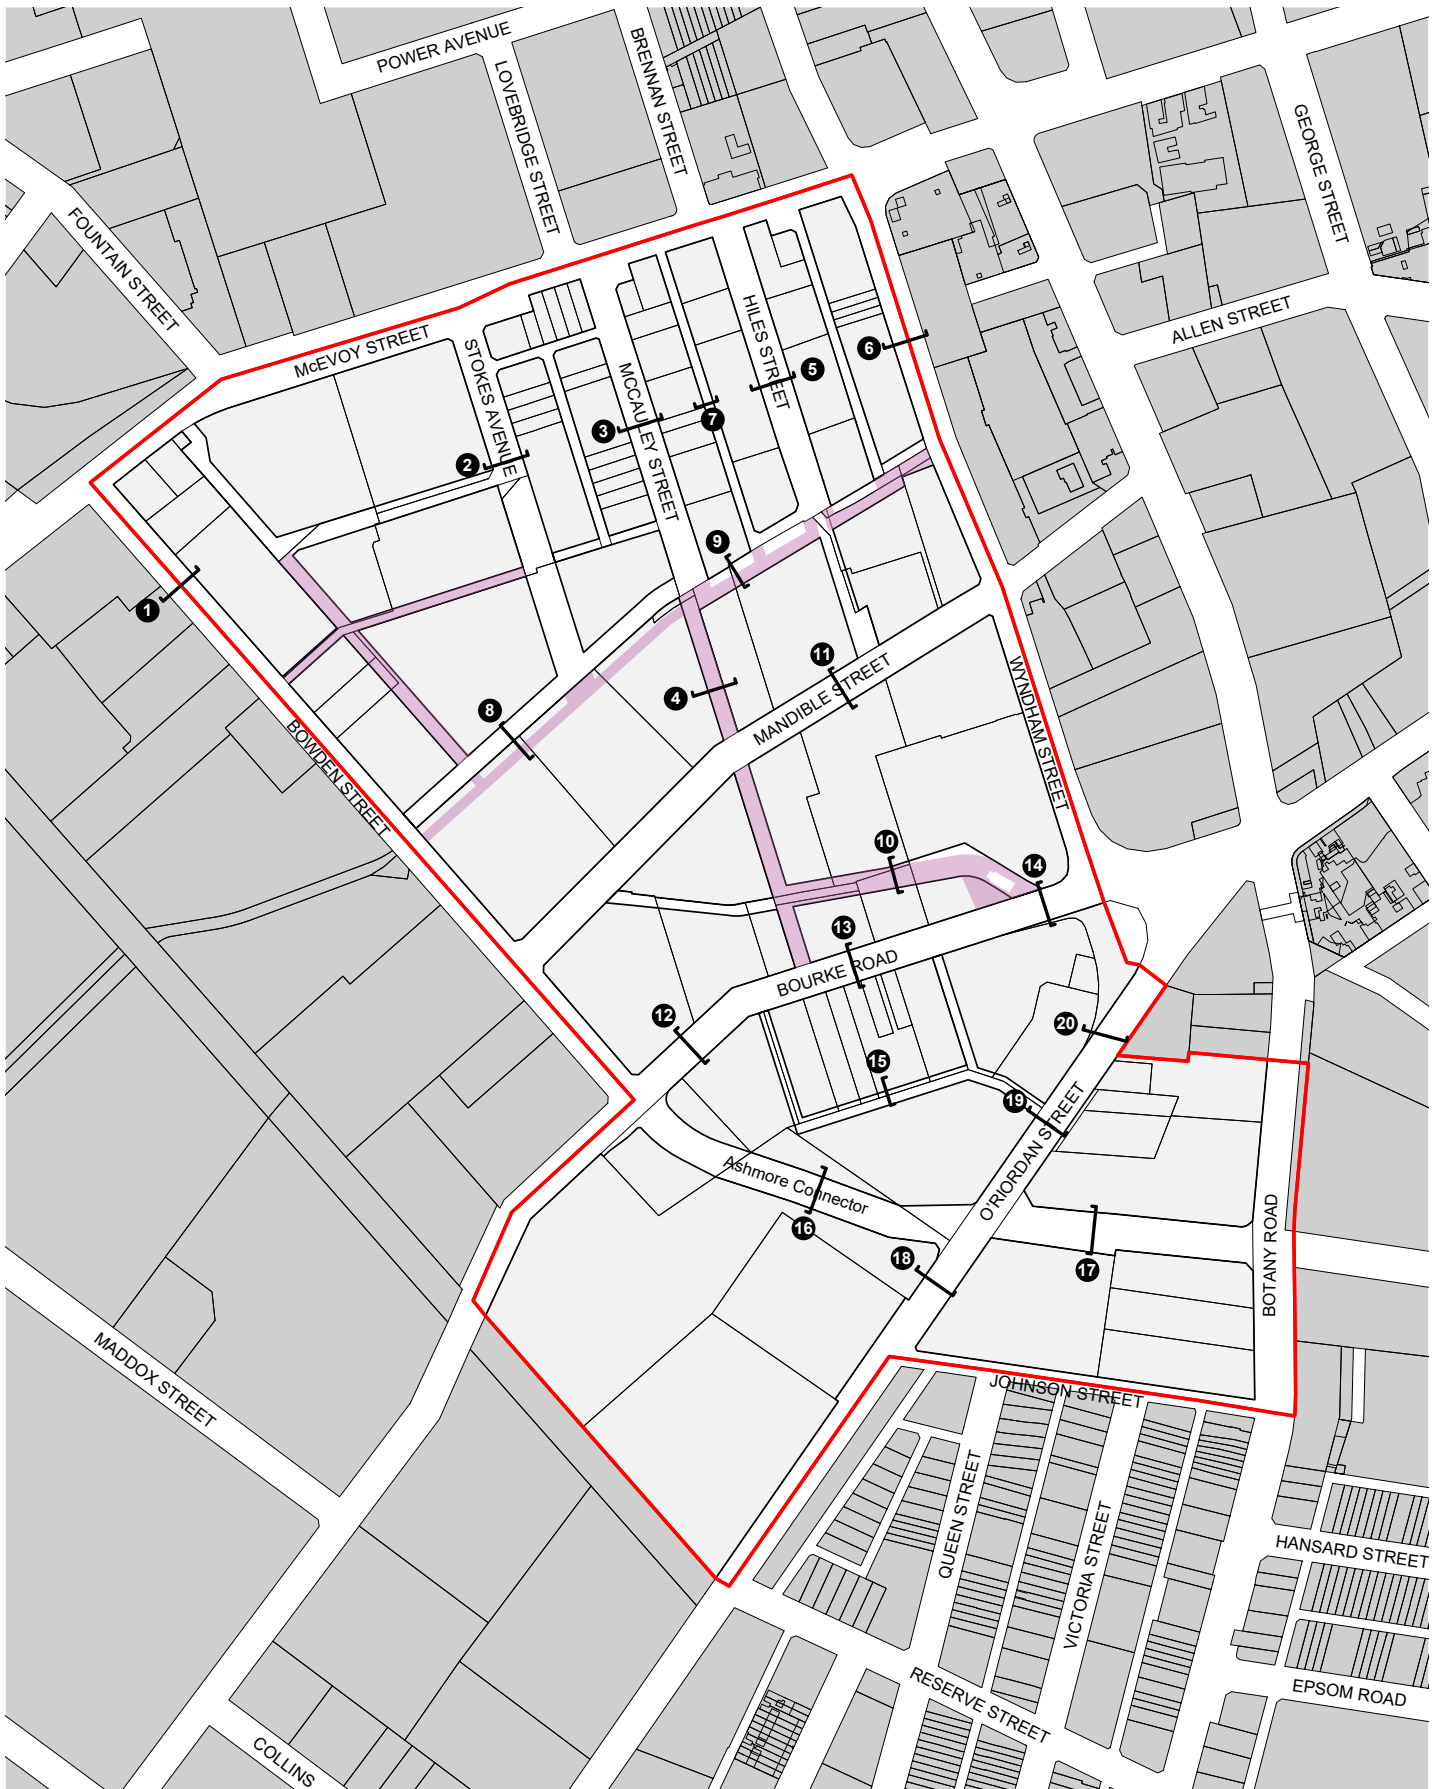 POWER AVENUE
BRENNAN STREET
LOVEBRIDGE STREET
GEORGE STREET
FOUNTAIN STREET
ALLEN STREET
McEVOY STREET
STOKES AVENUE
HILES STREET
MCCAULEY STREET
6
5
3
7
2
9
1
11
4
8
MANDIBLE STREET
WYNDHAM STREET
BOWDEN STREET
10
14
13
BOURKE ROAD
12
20
15
19
O'RIORDAN STREET
Ashmore Connector
16
18
17
BOTANY ROAD
MADDOX STREET
JOHNSON STREET
QUEEN STREET
VICTORIA STREET
HANSARD STREET
RESERVE STREET
EPSOM ROAD
COLLINS